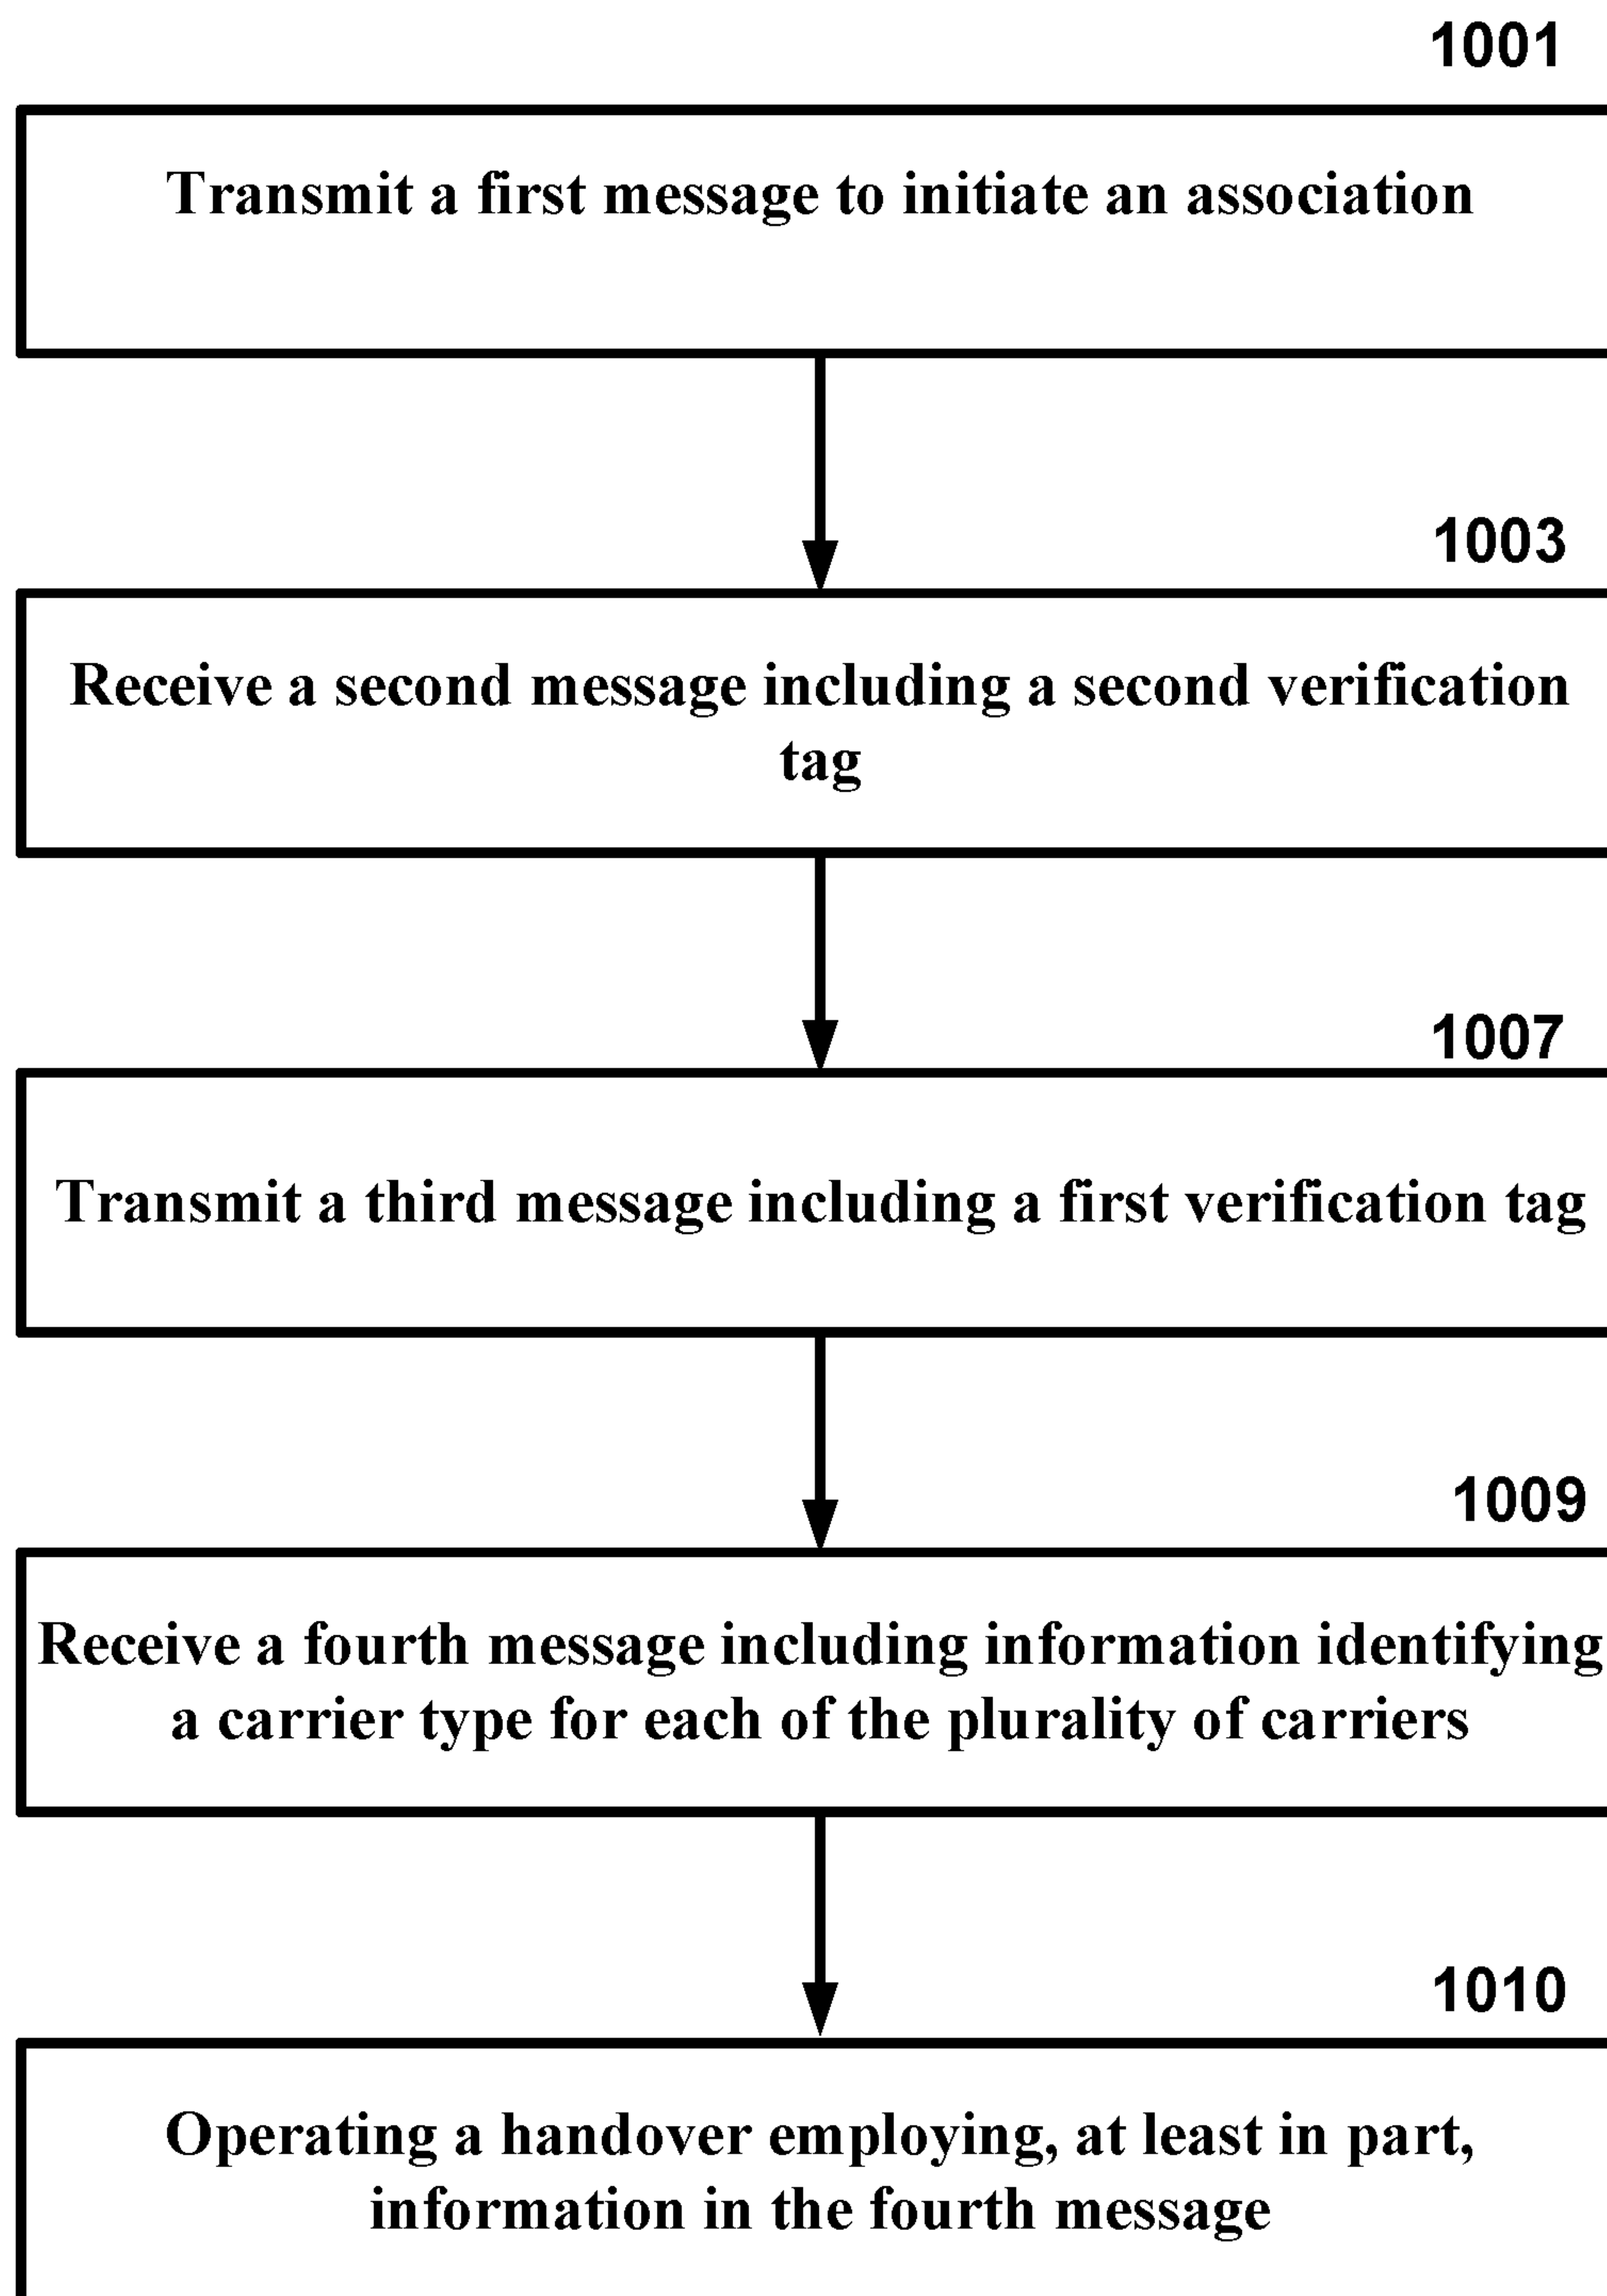 1001
Transmit a first message to initiate an association
1003
Receive a second message including a second verification
tag
1007
Transmit a third message including a first verification tag
1009
Receive a fourth message including information identifying
a carrier type for each of the plurality of carriers
1010
Operating a handover employing, at least in part,
information in the fourth message